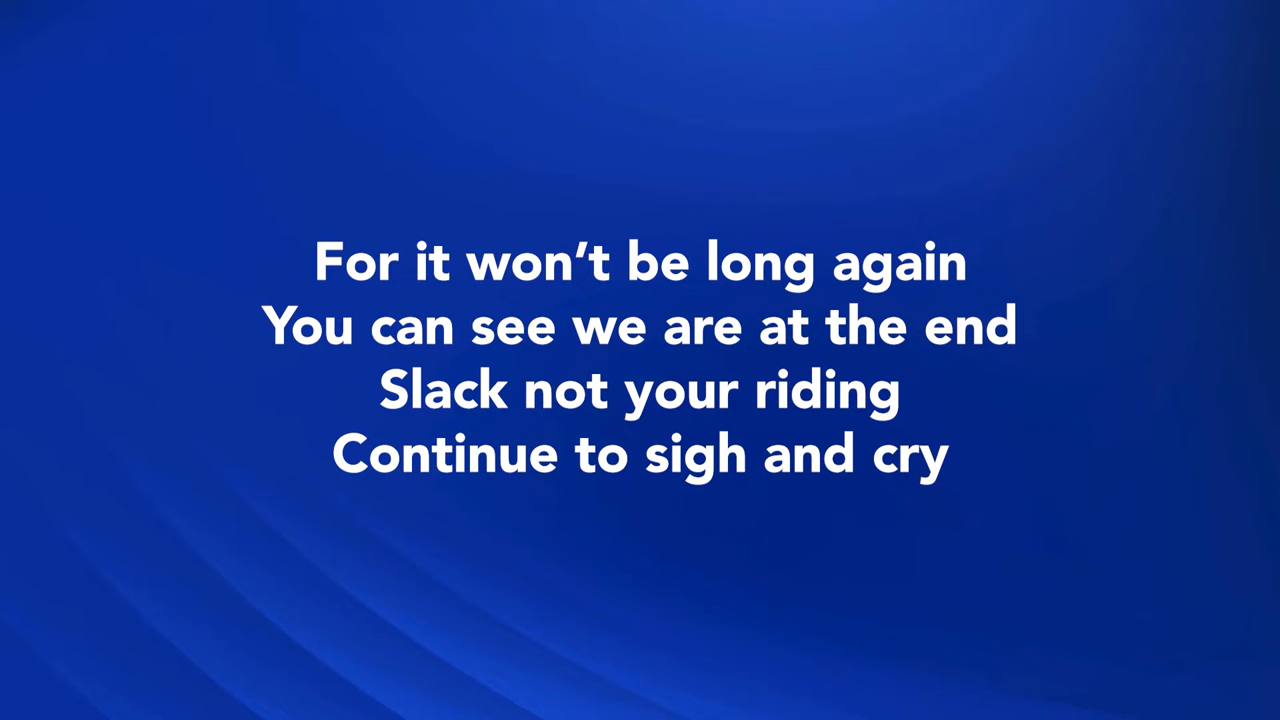 For it won’t be long again
You can see we are at the end
Slack not your riding
Continue to sigh and cry